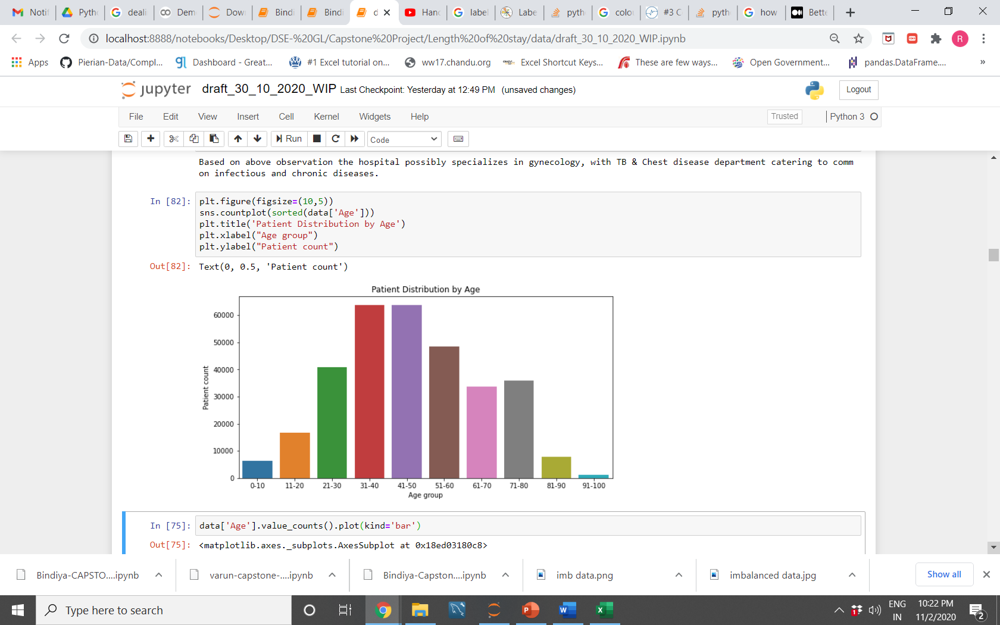 Notif
Pytho
deali
Dem
Dow
Bindi
Bindi
d
Hand
label
Labe
pyth
colo
#3 C
pyth
how
Bette
localhost:8888/notebooks/Desktop/DSE-%20GL/Capstone%20Project/Length%20of%20stay/data/draft_30_10_2020_WIP.ipynb
R
Apps
Pierian-Data/Compl...
Dashboard - Great...
#1 Excel tutorial on...
ww17.chandu.org
Excel Shortcut Keys...
These are few ways...
Open Government...
pandas.DataFrame....
»
jupyter draft_30_10_2020_WIP Last Checkpoint: Yesterday at 12:49 PM (unsaved changes)
Logout
File Edit View Insert Cell Kernel Widgets Help
Trusted
Python 3
Run
Code
Based on above observation the hospital possibly specializes in gynecology, with TB & Chest disease department catering to comm
on infectious and chronic diseases.
In [82]: plt.figure(figsize=(10,5))
sns.countplot(sorted(data['Age']))
plt.title('Patient Distribution by Age')
plt.xlabel("Age group")
plt.ylabel("Patient count")
Out[82]: Text(0, 0.5, 'Patient count')
Patient Distribution by Age
60000
50000
40000
30000
20000
10000
0
Patient count
0-10 11-20 21-30 31-40 41-50 51-60 61-70 71-80 81-90 91-100
Age group
In [75]: data['Age'].value_counts().plot(kind='bar')
Out[75]: <matplotlib.axes._subplots.AxesSubplot at 0x18ed03180c8>
Bindiya-CAPSTO....ipynb
varun-capstone-....ipynb
Bindiya-Capston....ipynb
imb data.png
imbalanced data.jpg
Show all
Type here to search
ENG
IN
10:22 PM
11/2/2020
2